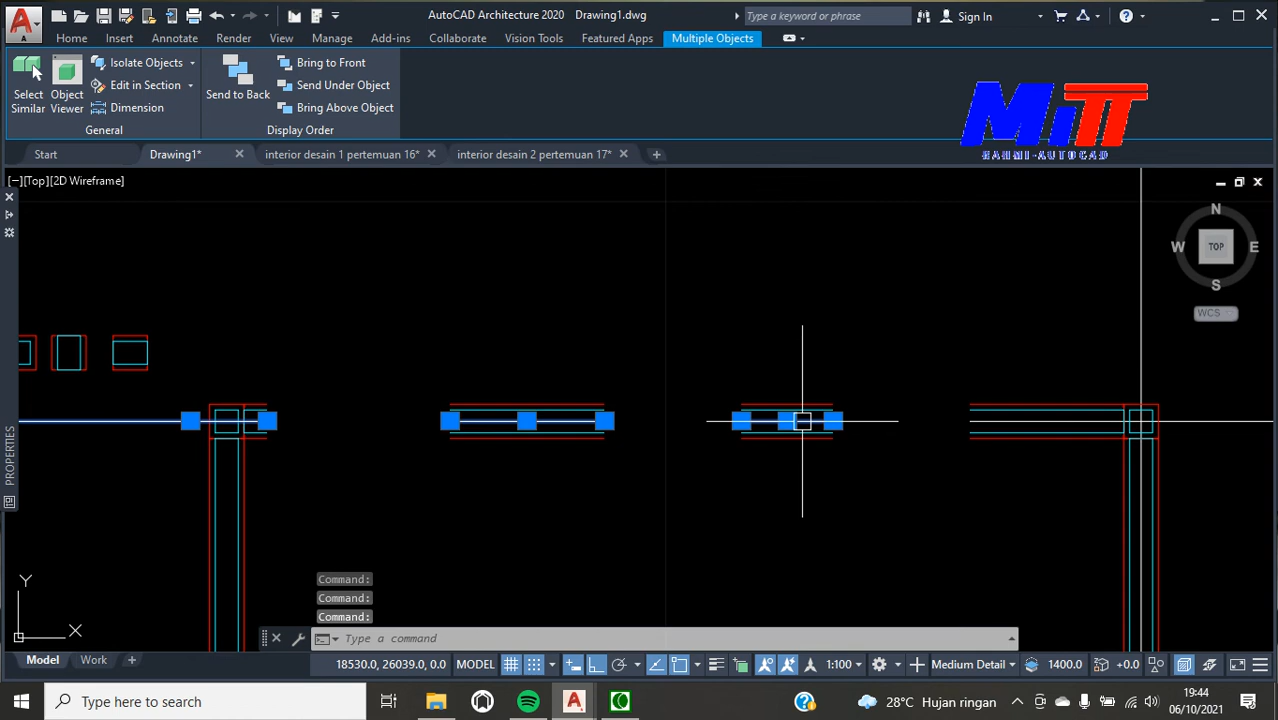 AutoCAD Architecture 2020 Drawing1.dwg
Type a keyword or phrase
Sign In
A
Home Insert Annotate Render View Manage Add-ins Collaborate Vision Tools Featured Apps Multiple Objects
Select Similar
Object Viewer
Isolate Objects
Edit in Section
Dimension
General
Send to Back
Bring to Front
Send Under Object
Bring Above Object
Display Order
MiTT
BAHMI-AUTOCAD
Start Drawing1* interior desain 1 pertemuan 16* interior desain 2 pertemuan 17*
[−][Top][2D Wireframe]
N
W TOP E
S
WCS
PROPERTIES
Y
X
Command:
Command:
Command:
Type a command
Model Work
18530.0, 26039.0, 0.0 MODEL 1:100 Medium Detail 1400.0 +0.0
Type here to search
28°C Hujan ringan
19:44
06/10/2021